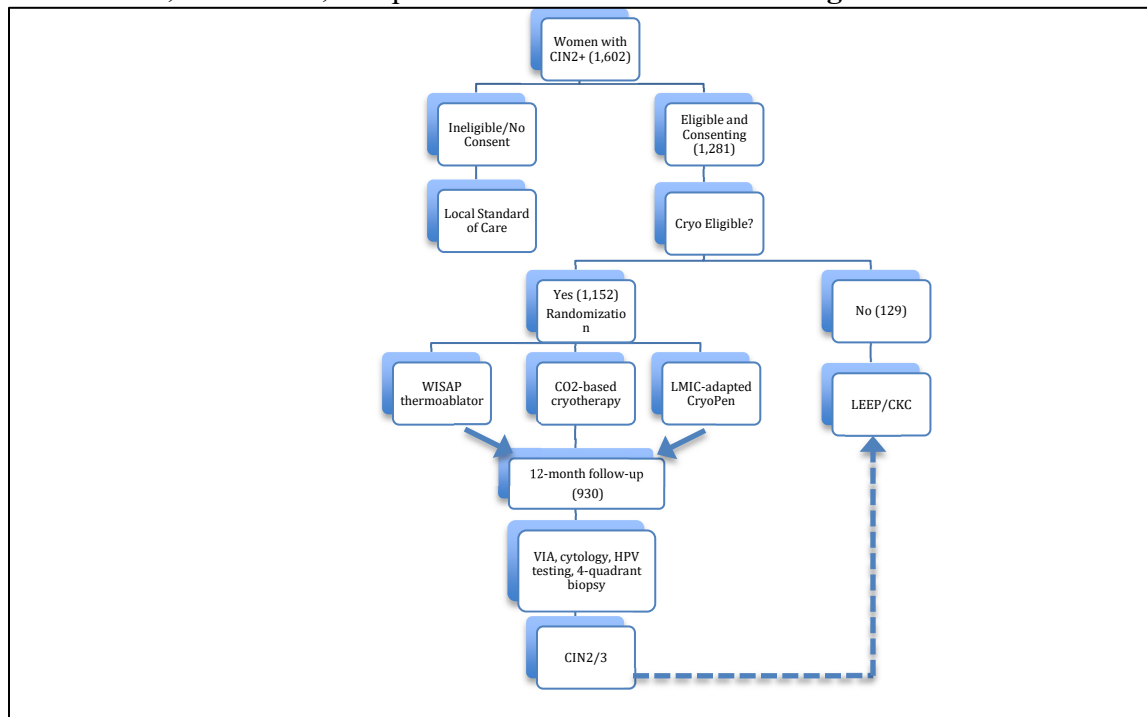 Women with
CIN2+ (1,602)
Ineligible/No
Consent
Eligible and
Consenting
(1,281)
Local Standard
of Care
Cryo Eligible?
Yes (1,152)
Randomizatio
n
No (129)
WISAP
thermoablator
CO2-based
cryotherapy
LMIC-adapted
CryoPen
LEEP/CKC
12-month follow-up
(930)
VIA, cytology, HPV
testing, 4-quadrant
biopsy
CIN2/3